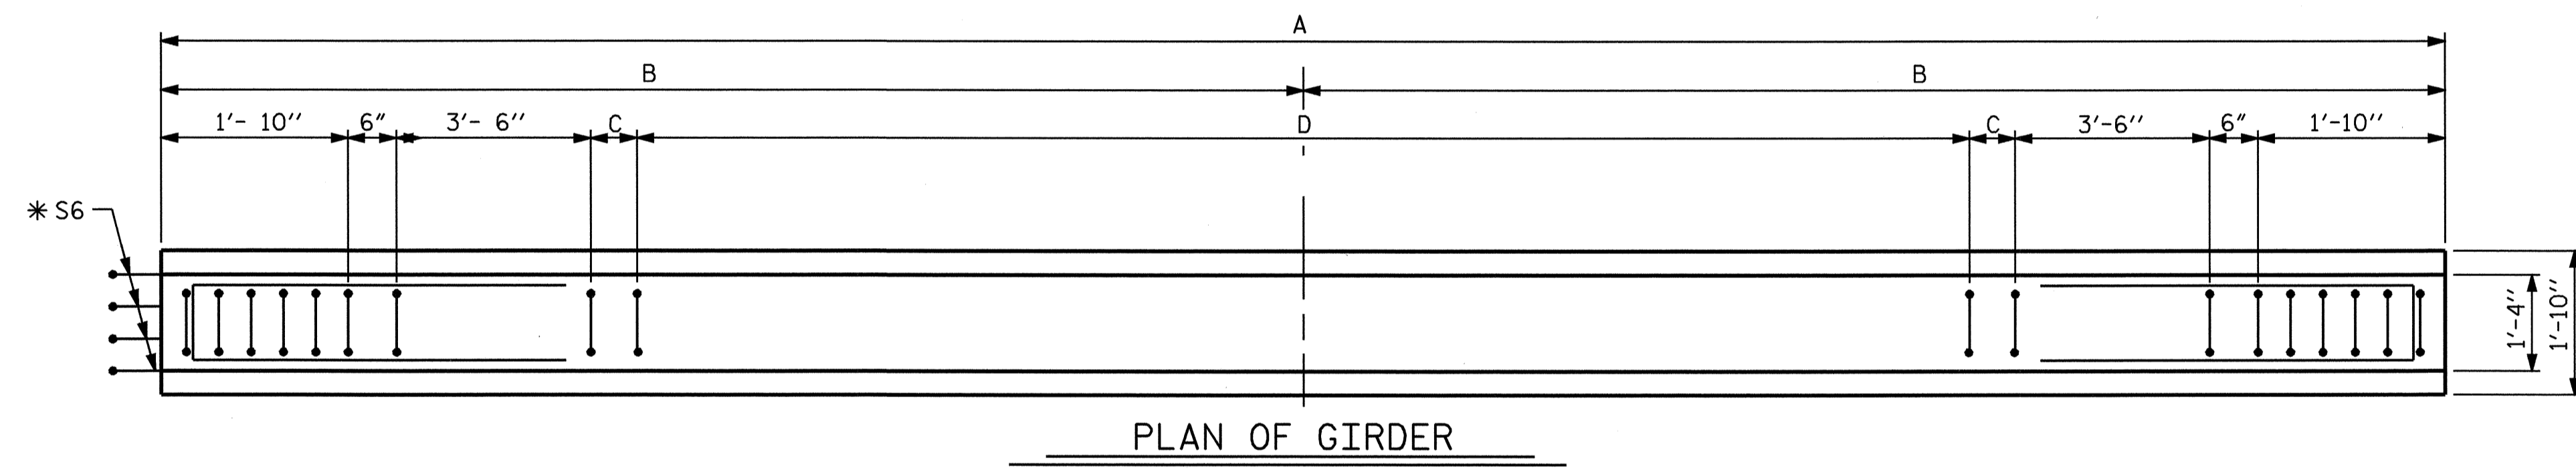 A
B B
1'- 10'' 6'' 3'- 6'' C D C 3'-6'' 6'' 1'-10''
* S6
1'-4''
1'-10''
PLAN OF GIRDER